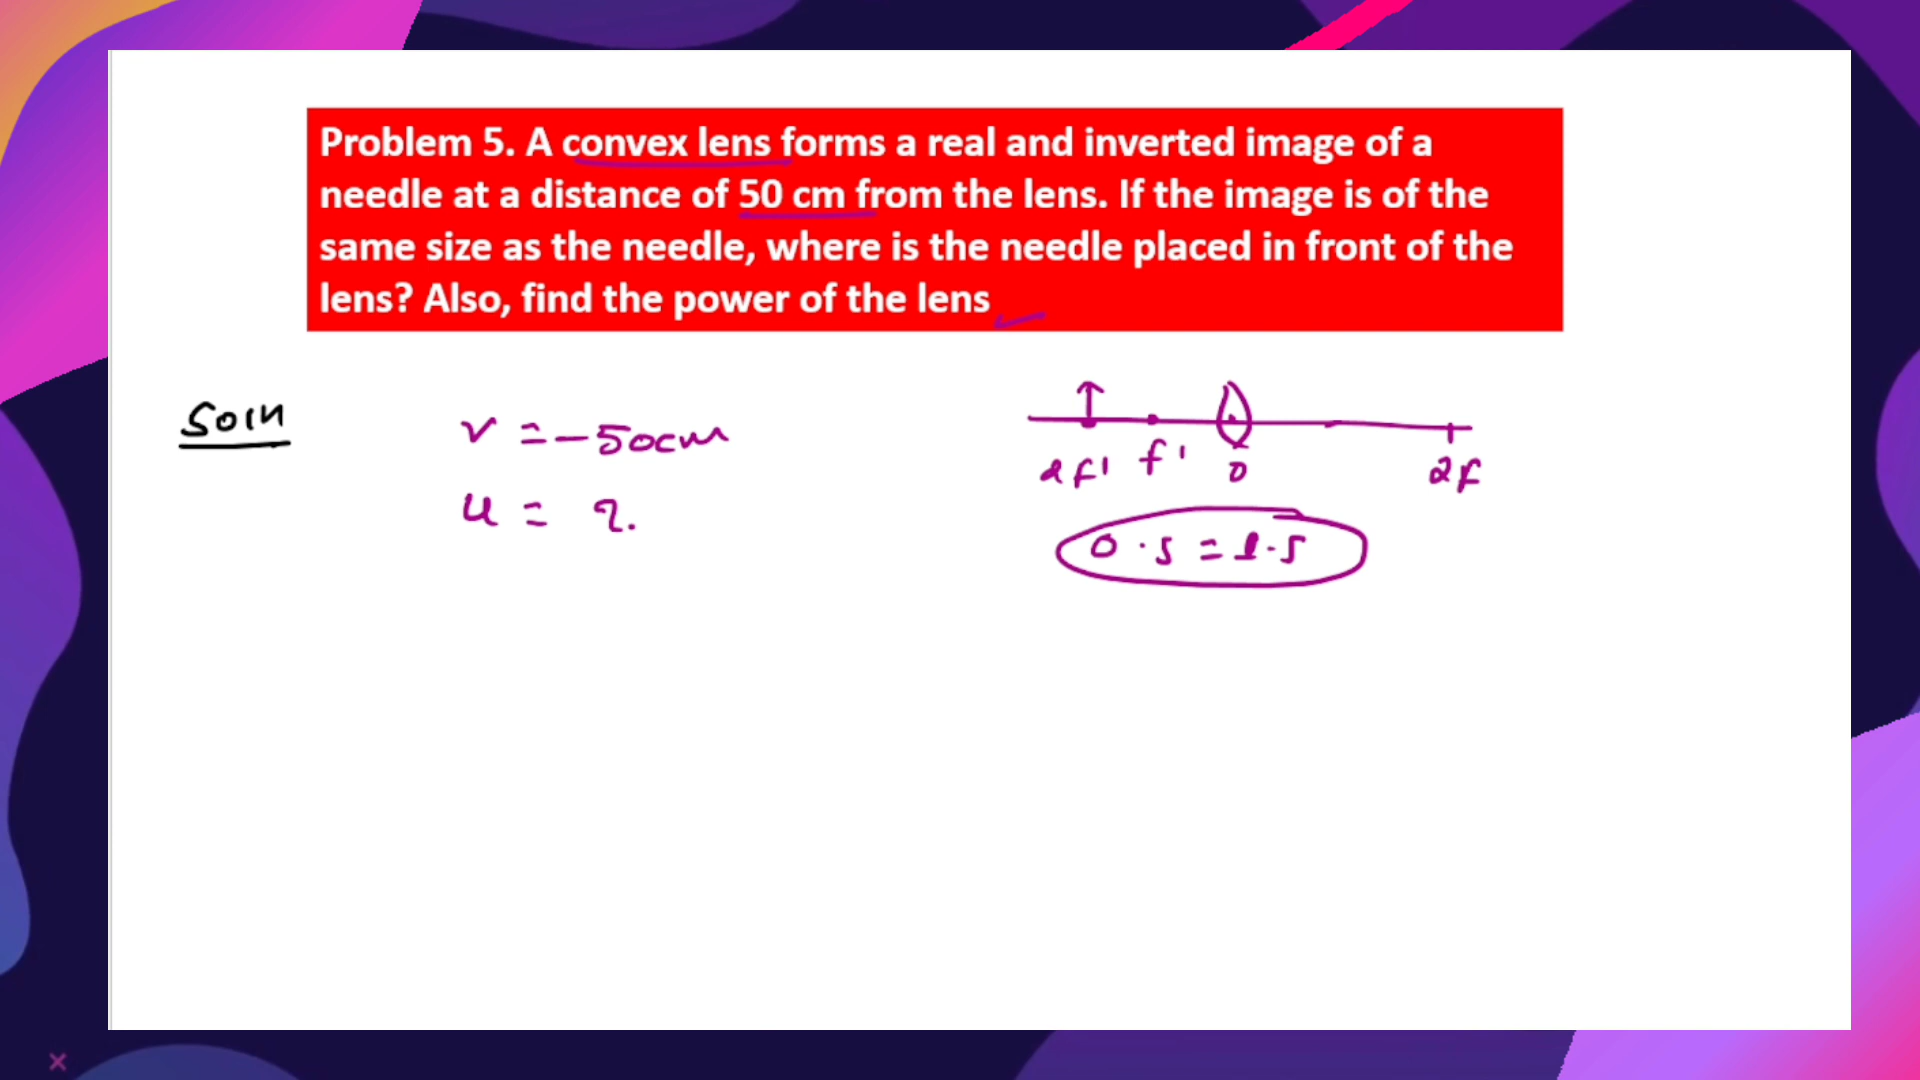 Problem 5. A convex lens forms a real and inverted image of a
needle at a distance of 50 cm from the lens. If the image is of the
same size as the needle, where is the needle placed in front of the
lens? Also, find the power of the lens
Soln
v = -50cm
u = ?.
2f' f' 0 2f
O.S = I.S